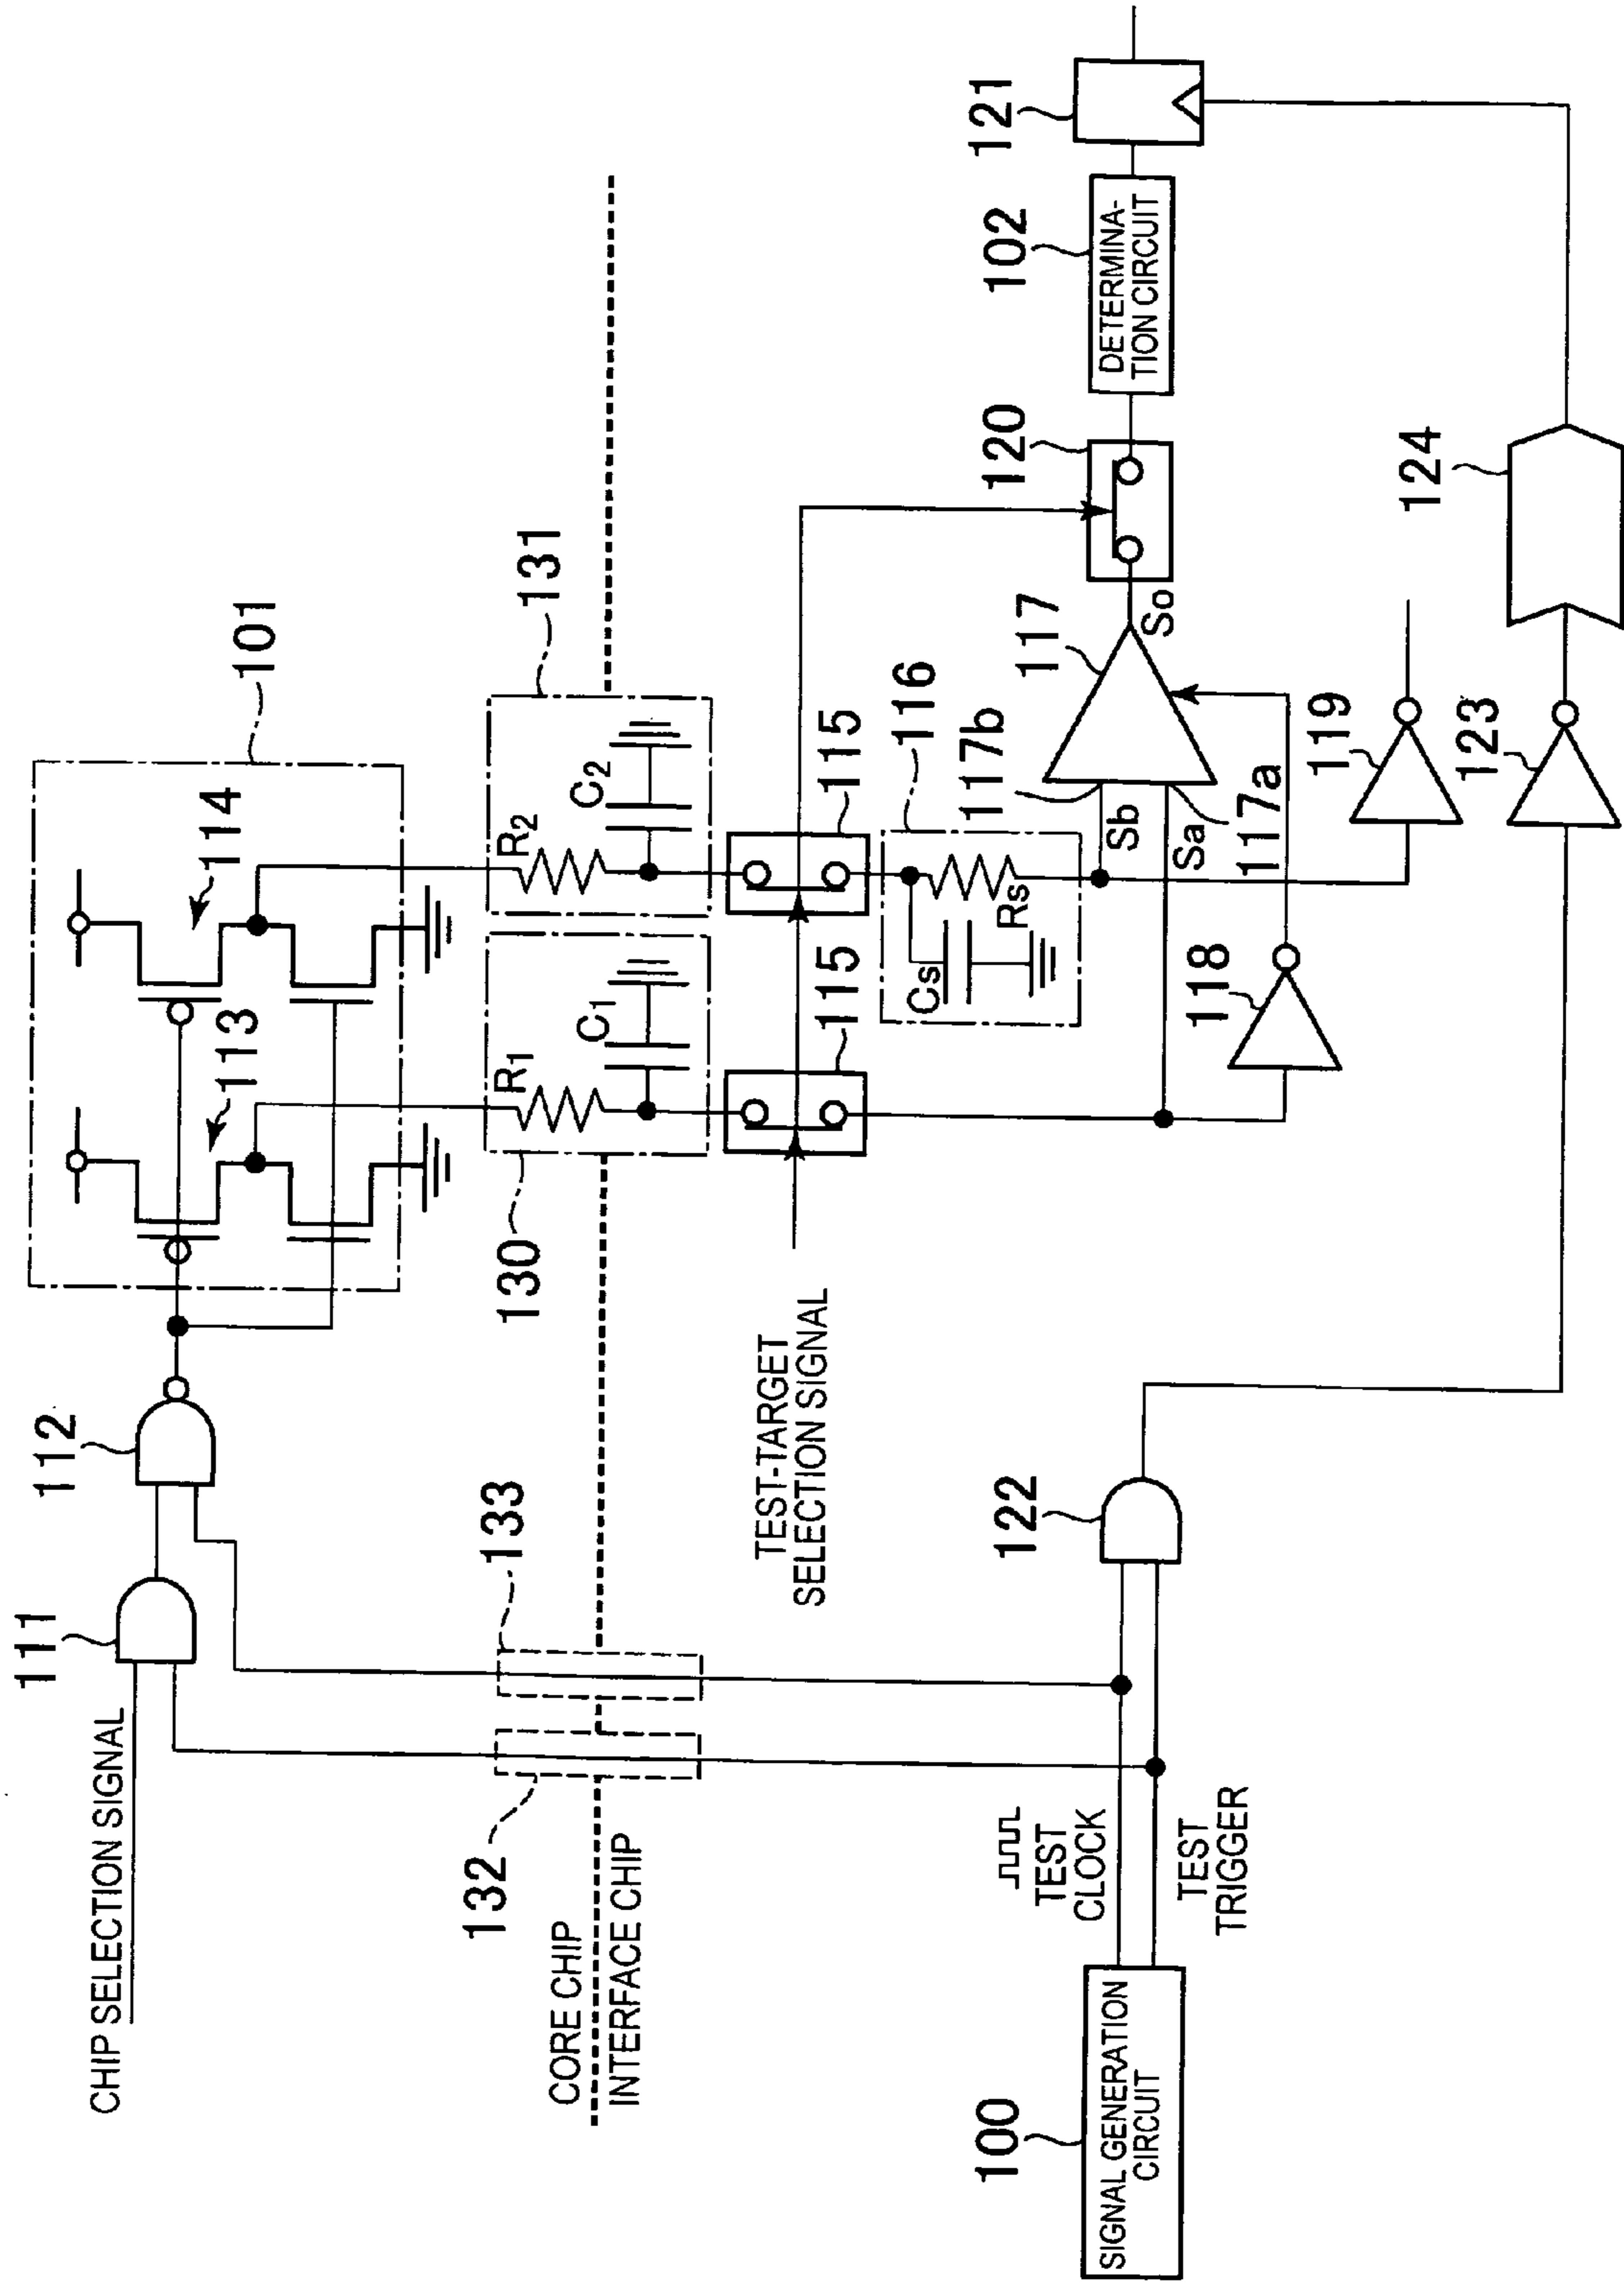 CHIP SELECTION SIGNAL
111
112
101
113
114
CORE CHIP
INTERFACE CHIP
132
133
130
R1
C1
131
R2
C2
TEST-TARGET
SELECTION SIGNAL
115
115
116
Cs
Rs
117b
Sb
Sa
117a
117
So
118
119
120
102
DETERMINA-
TION CIRCUIT
121
100
SIGNAL GENERATION
CIRCUIT
TEST
CLOCK
TEST
TRIGGER
122
123
124